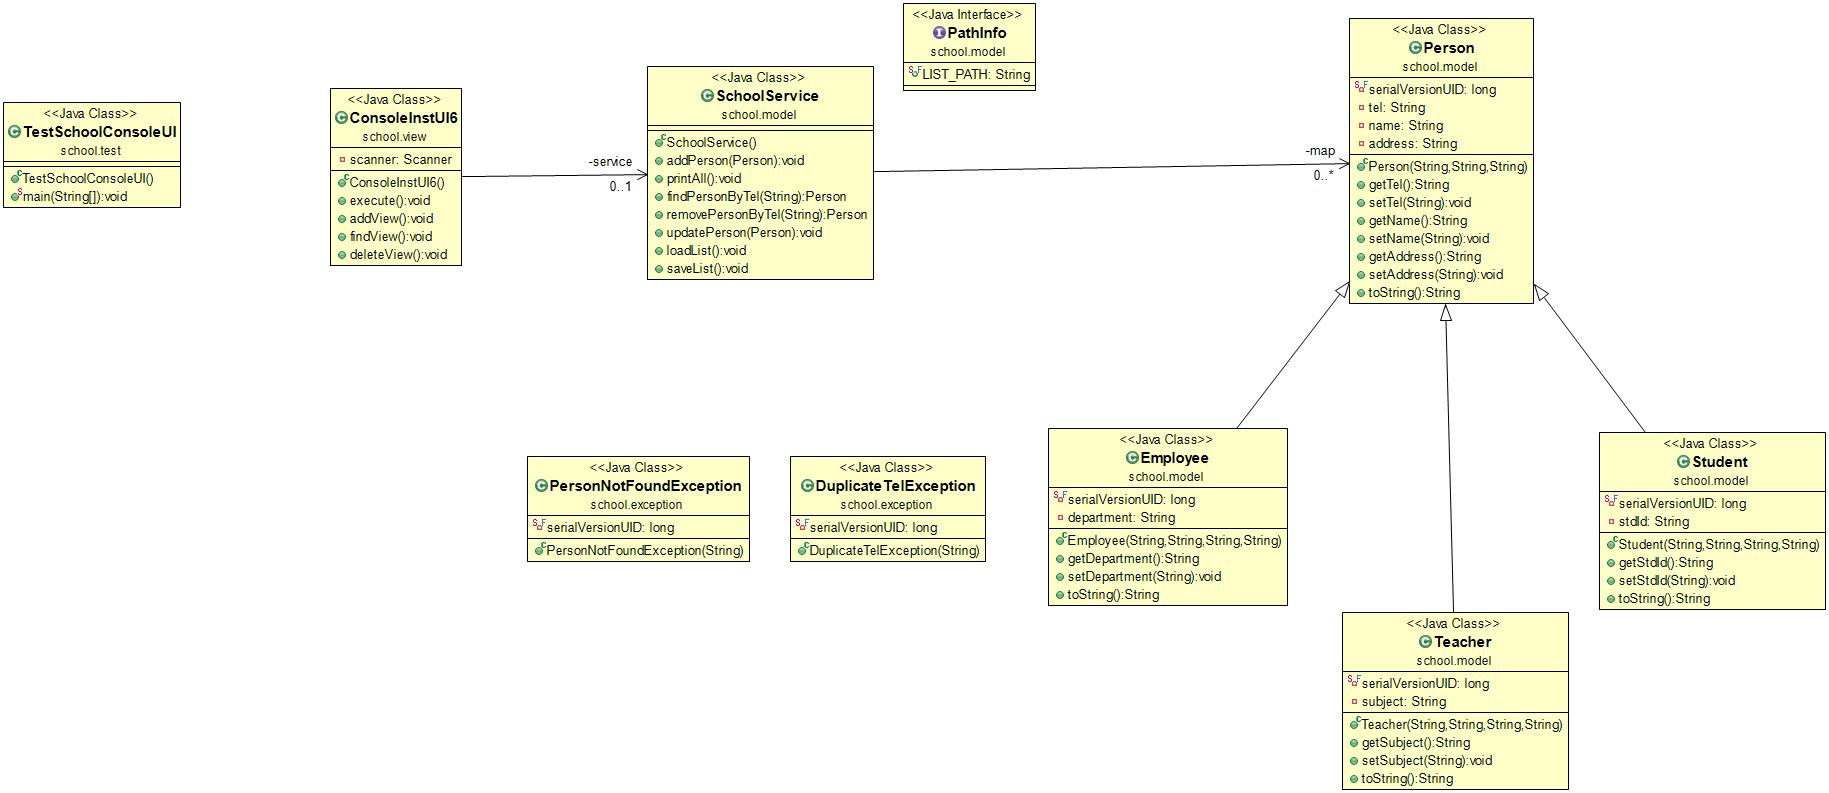 <<Java Class>>
TestSchoolConsoleUI
school.test
TestSchoolConsoleUI()
main(String[]):void
<<Java Class>>
ConsoleInstUI6
school.view
scanner: Scanner
ConsoleInstUI6()
execute():void
addView():void
findView():void
deleteView():void
-service
0..1
<<Java Class>>
SchoolService
school.model
SchoolService()
addPerson(Person):void
printAll():void
findPersonByTel(String):Person
removePersonByTel(String):Person
updatePerson(Person):void
loadList():void
saveList():void
<<Java Interface>>
PathInfo
school.model
LIST_PATH: String
-map
0..*
<<Java Class>>
Person
school.model
serialVersionUID: long
tel: String
name: String
address: String
Person(String,String,String)
getTel():String
setTel(String):void
getName():String
setName(String):void
getAddress():String
setAddress(String):void
toString():String
<<Java Class>>
PersonNotFoundException
school.exception
serialVersionUID: long
PersonNotFoundException(String)
<<Java Class>>
DuplicateTelException
school.exception
serialVersionUID: long
DuplicateTelException(String)
<<Java Class>>
Employee
school.model
serialVersionUID: long
department: String
Employee(String,String,String,String)
getDepartment():String
setDepartment(String):void
toString():String
<<Java Class>>
Student
school.model
serialVersionUID: long
stdId: String
Student(String,String,String,String)
getStdId():String
setStdId(String):void
toString():String
<<Java Class>>
Teacher
school.model
serialVersionUID: long
subject: String
Teacher(String,String,String,String)
getSubject():String
setSubject(String):void
toString():String